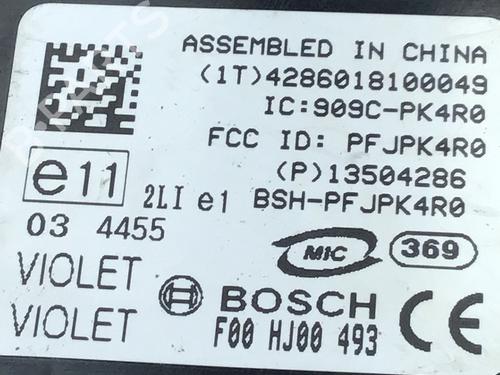 ASSEMBLED IN CHINA
(1T)4286018100049
IC:909C-PK4R0
FCC ID: PFJPK4R0
(P)13504286
e11 2LI e1 BSH-PFJPK4R0
03 4455
MIC 369
VIOLET
VIOLET
BOSCH CE
F00 HJ00 493